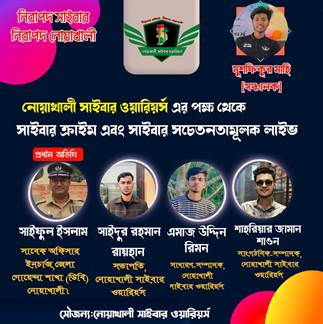 নিরাপদ সাইবার
নিরাপদ নোয়াখালী
মুশফিকুর মাহি
[সঞ্চালক]
নোয়াখালী সাইবার ওয়ারিয়র্স এর পক্ষ থেকে
সাইবার ক্রাইম এবং সাইবার সচেতনতামূলক লাইভ
প্রধান অতিথি
সাইফুল ইসলাম
সাবেক অফিসার
ইনচার্জ, জেলা
গোয়েন্দা শাখা (ডিবি)
নোয়াখালী।
সাইদুর রহমান
রায়হান
সভাপতি,
নোয়াখালী সাইবার
ওয়ারিয়র্স
এমাজ উদ্দিন
রিমন
সাধারণ-সম্পাদক,
নোয়াখালী
সাইবার ওয়ারিয়র্স
শাহরিয়ার জামান
শাওন
সাংগঠনিক-সম্পাদক,
নোয়াখালী সাইবার
ওয়ারিয়র্স
সৌজন্য:নোয়াখালী সাইবার ওয়ারিয়র্স